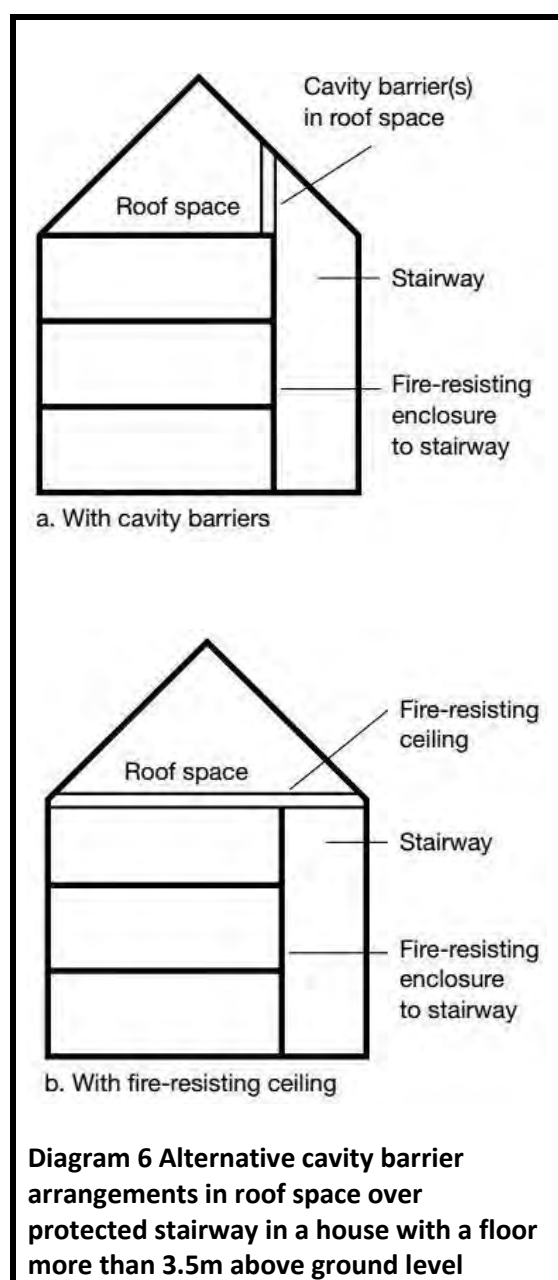 Cavity barrier(s)
in roof space
Roof space
Stairway
Fire-resisting
enclosure
to stairway
a. With cavity barriers
Fire-resisting
ceiling
Roof space
Stairway
Fire-resisting
enclosure
to stairway
b. With fire-resisting ceiling
Diagram 6 Alternative cavity barrier
arrangements in roof space over
protected stairway in a house with a floor
more than 3.5m above ground level